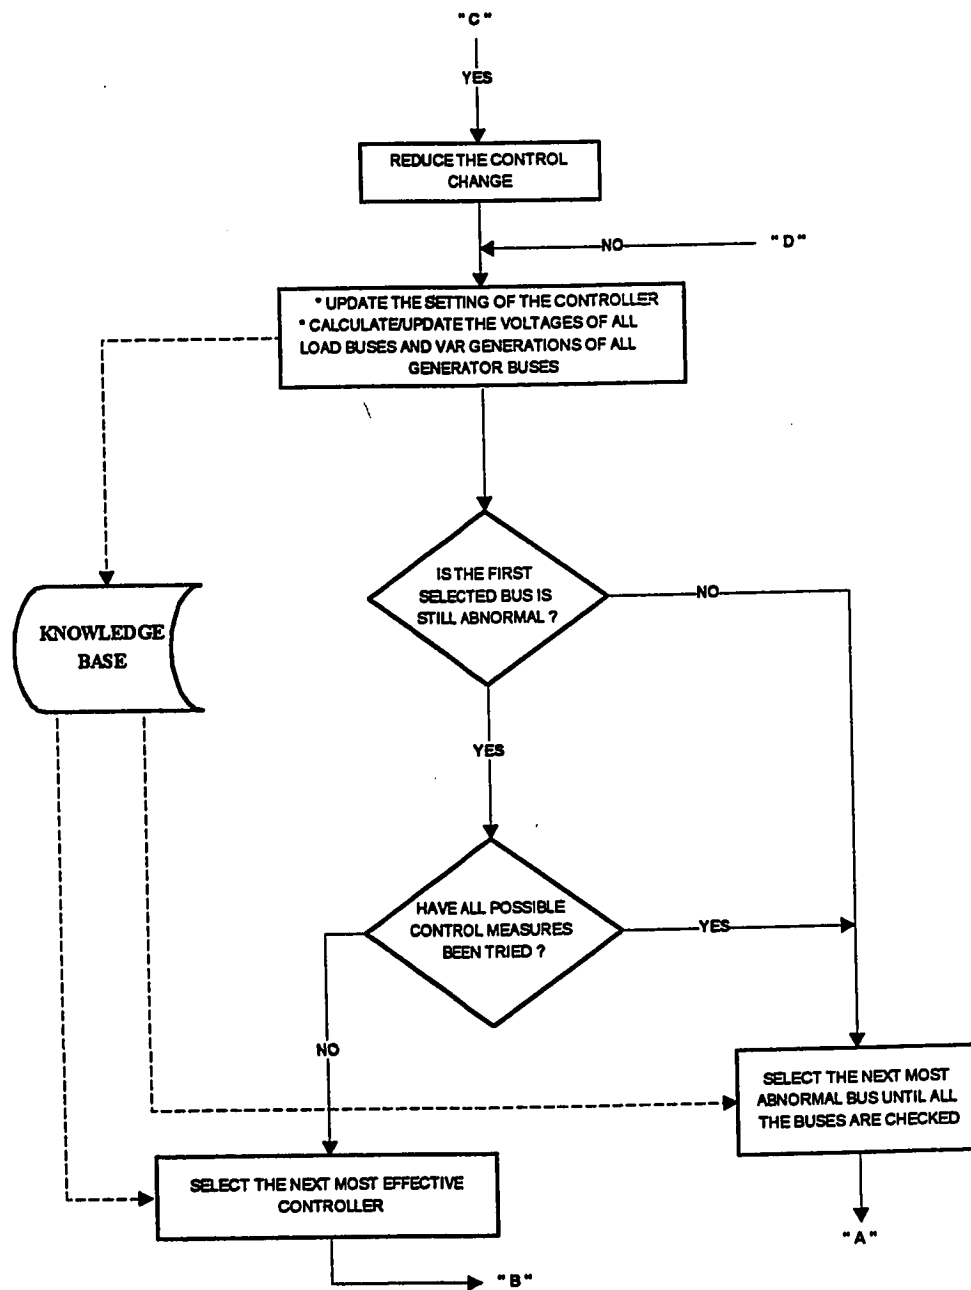 "C"
YES
REDUCE THE CONTROL
CHANGE
NO
"D"
* UPDATE THE SETTING OF THE CONTROLLER
* CALCULATE/UPDATE THE VOLTAGES OF ALL
LOAD BUSES AND VAR GENERATIONS OF ALL
GENERATOR BUSES
IS THE FIRST
SELECTED BUS IS
STILL ABNORMAL ?
NO
KNOWLEDGE
BASE
YES
HAVE ALL POSSIBLE
CONTROL MEASURES
BEEN TRIED ?
YES
NO
SELECT THE NEXT MOST
ABNORMAL BUS UNTIL ALL
THE BUSES ARE CHECKED
SELECT THE NEXT MOST EFFECTIVE
CONTROLLER
"A"
"B"